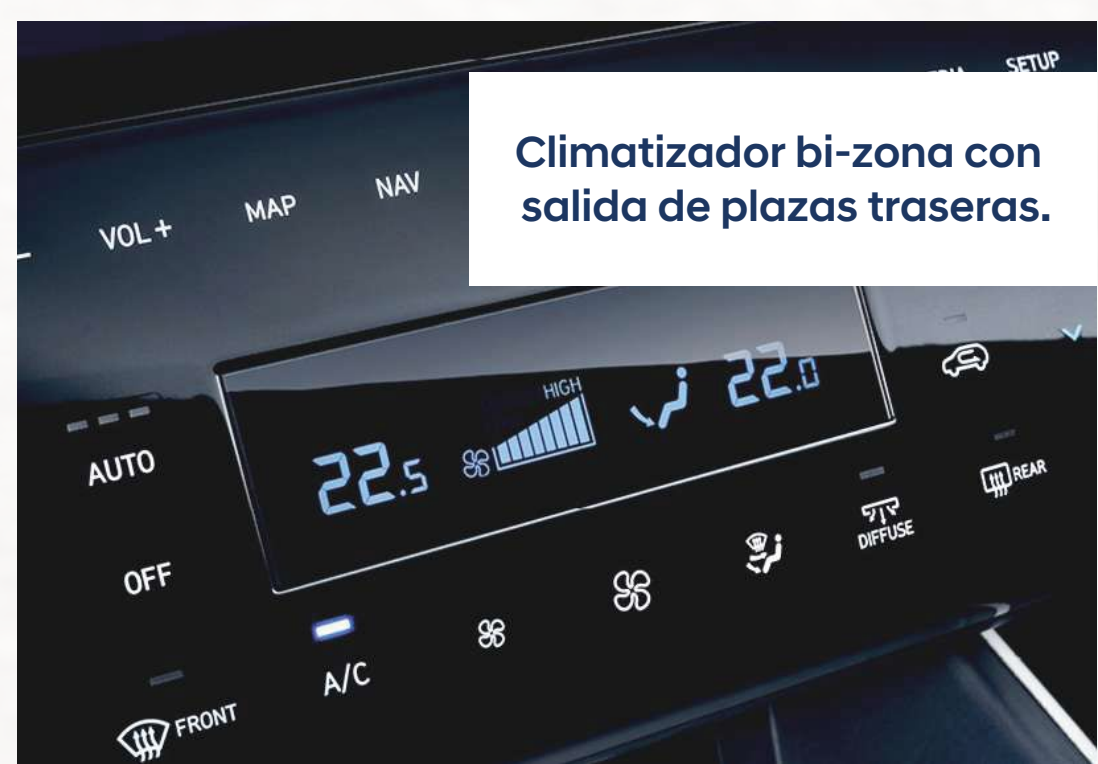 Climatizador bi-zona con
salida de plazas traseras.
SETUP
VOL +
MAP
NAV
HIGH
22.5
22.0
AUTO
REAR
DIFFUSE
OFF
A/C
FRONT